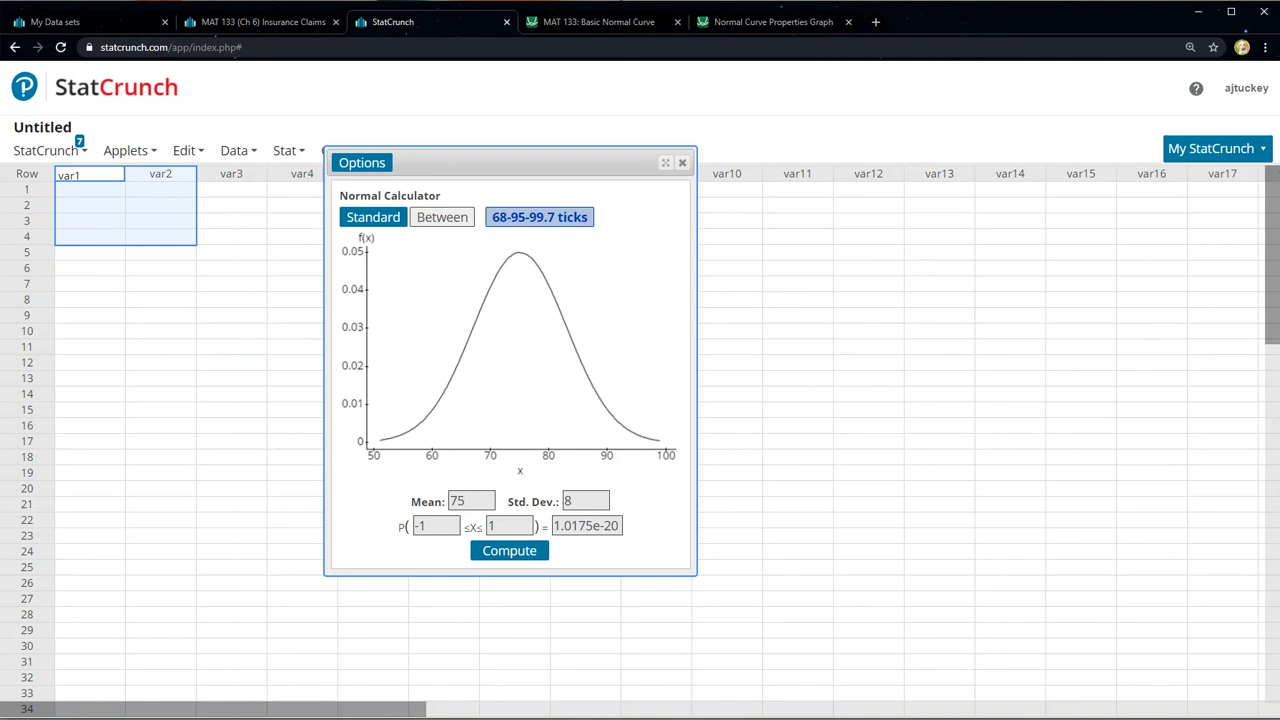 My Data sets
MAT 133 (Ch 6) Insurance Claims
StatCrunch
MAT 133: Basic Normal Curve
Normal Curve Properties Graph
statcrunch.com/app/index.php#
StatCrunch
ajtuckey
Untitled
7
StatCrunch Applets Edit Data Stat
My StatCrunch
Row var1 var2 var3 var4 var10 var11 var12 var13 var14 var15 var16 var17
1
2
3
4
5
6
7
8
9
10
11
12
13
14
15
16
17
18
19
20
21
22
23
24
25
26
27
28
29
30
31
32
33
34
Options
Normal Calculator
Standard Between 68-95-99.7 ticks
f(x)
0.05
0.04
0.03
0.02
0.01
0
50 60 70 80 90 100
x
Mean: 75 Std. Dev.: 8
P( -1 ≤X≤ 1 ) = 1.0175e-20
Compute